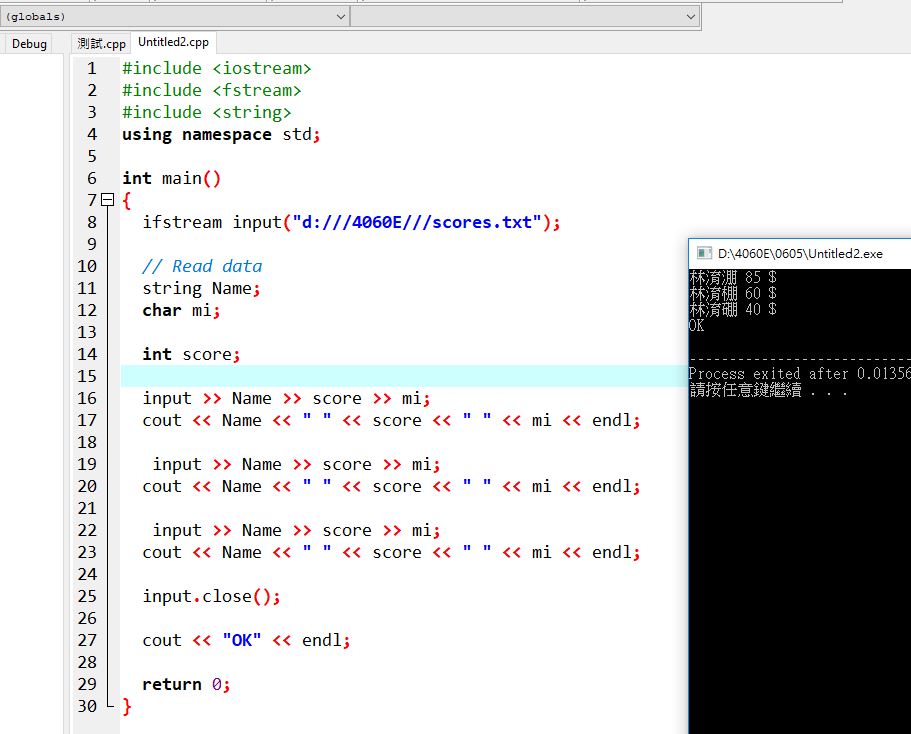 (globals)
Debug
測試.cpp Untitled2.cpp
1 #include <iostream>
2 #include <fstream>
3 #include <string>
4 using namespace std;
5
6 int main()
7 {
8 ifstream input("d:///4060E///scores.txt");
9
10 // Read data
11 string Name;
12 char mi;
13
14 int score;
15
16 input >> Name >> score >> mi;
17 cout << Name << " " << score << " " << mi << endl;
18
19 input >> Name >> score >> mi;
20 cout << Name << " " << score << " " << mi << endl;
21
22 input >> Name >> score >> mi;
23 cout << Name << " " << score << " " << mi << endl;
24
25 input.close();
26
27 cout << "OK" << endl;
28
29 return 0;
30 }
D:\4060E\0605\Untitled2.exe
林淯淜 85 $
林淯棚 60 $
林淯硼 40 $
OK
--------------------------------
Process exited after 0.01356
請按任意鍵繼續 . . .